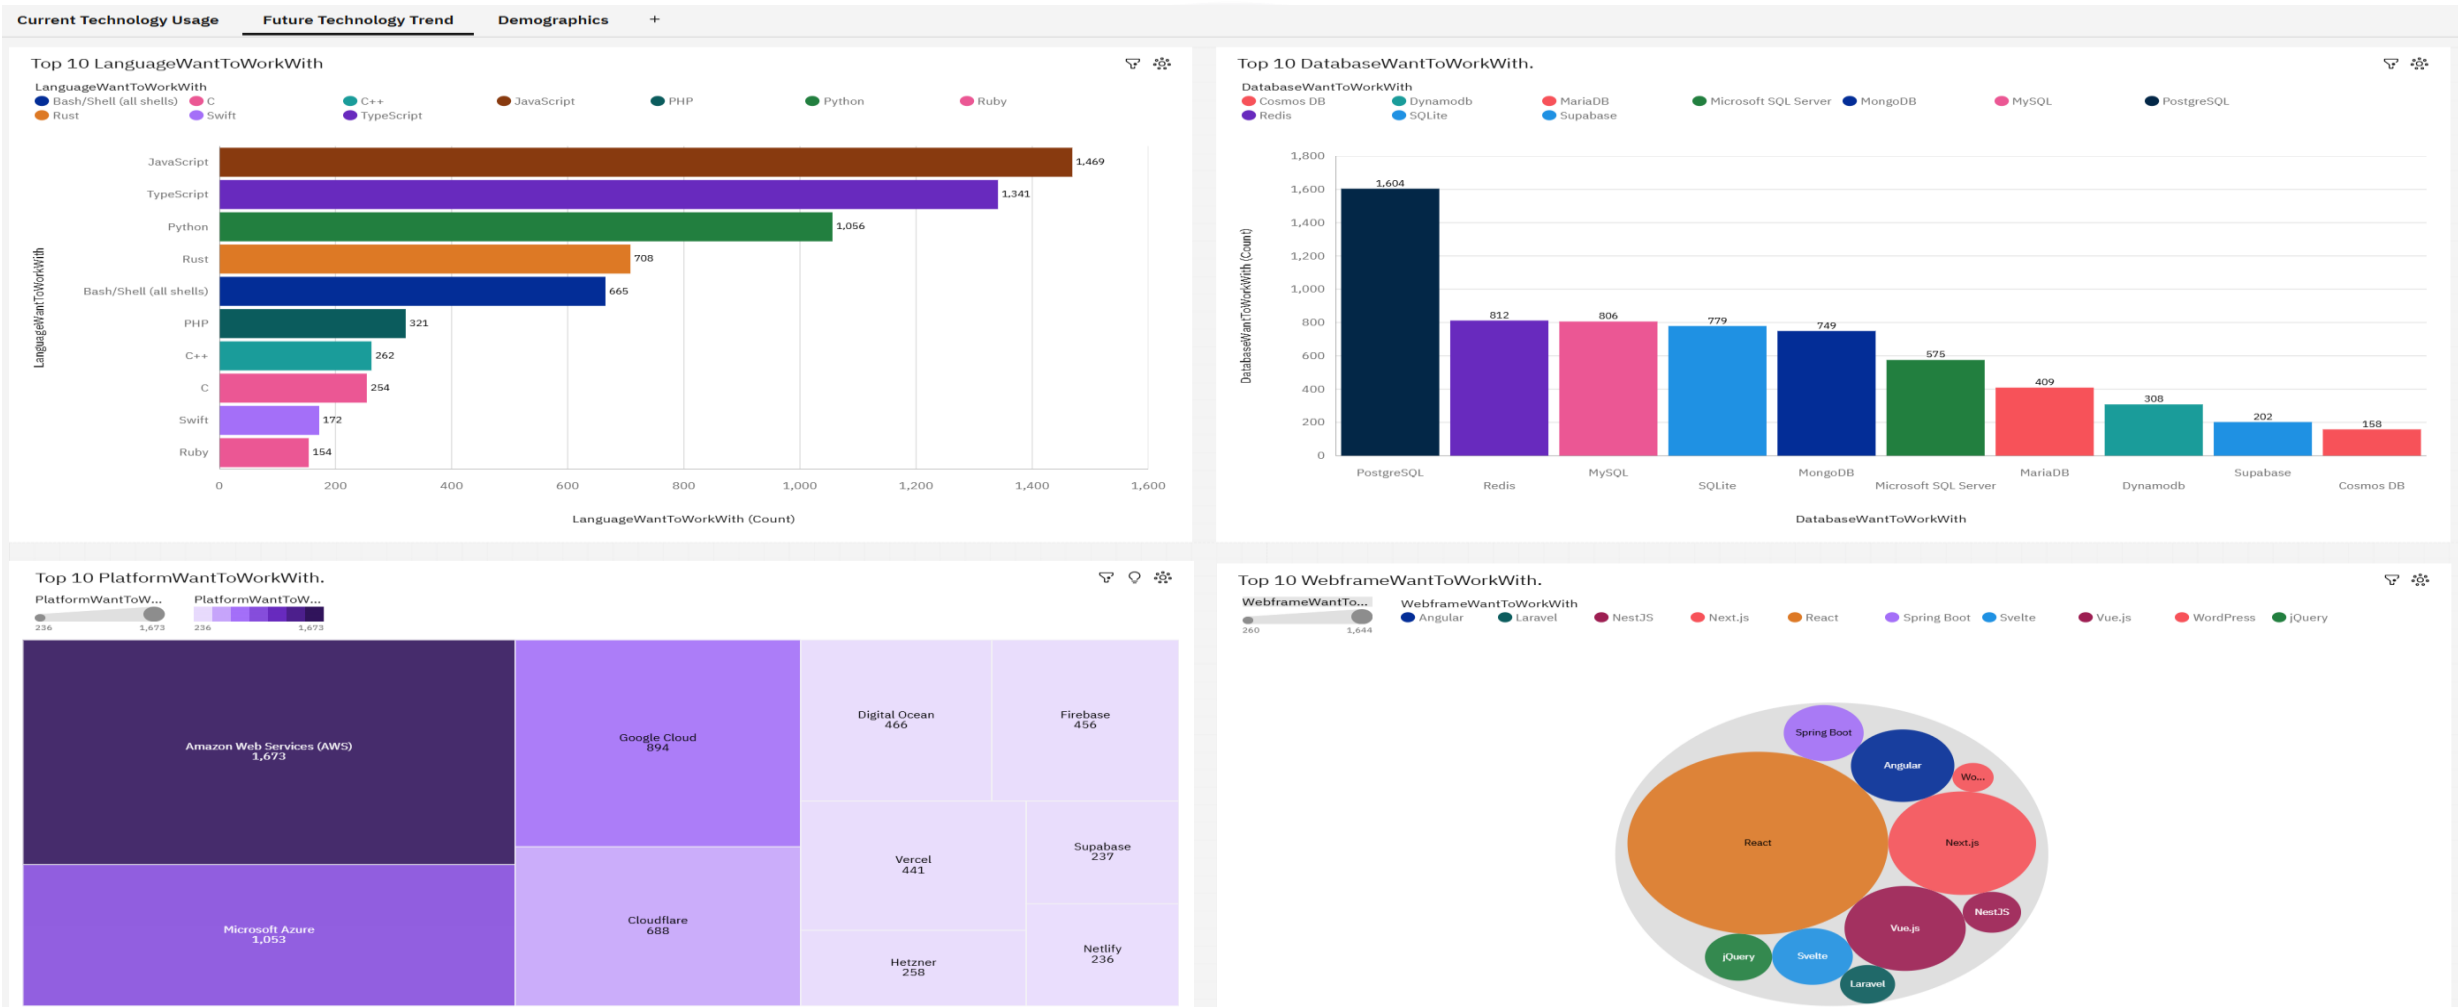 Current Technology Usage Future Technology Trend Demographics +
Top 10 LanguageWantToWorkWith
LanguageWantToWorkWith
Bash/Shell (all shells) C C++ JavaScript PHP Python Ruby
Rust Swift TypeScript
LanguageWantToWorkWith
JavaScript 1,469
TypeScript 1,341
Python 1,056
Rust 708
Bash/Shell (all shells) 665
PHP 321
C++ 262
C 254
Swift 172
Ruby 154
0 200 400 600 800 1,000 1,200 1,400 1,600
LanguageWantToWorkWith (Count)
Top 10 DatabaseWantToWorkWith.
DatabaseWantToWorkWith
Cosmos DB Dynamodb MariaDB Microsoft SQL Server MongoDB MySQL PostgreSQL
Redis SQLite Supabase
DatabaseWantToWorkWith (Count)
1,800
1,600
1,400
1,200
1,000
800
600
400
200
0
1,604 812 806 779 749 575 409 308 202 158
PostgreSQL Redis MySQL SQLite MongoDB Microsoft SQL Server MariaDB Dynamodb Supabase Cosmos DB
DatabaseWantToWorkWith
Top 10 PlatformWantToWorkWith.
PlatformWantToW... PlatformWantToW...
236 1,673 236 1,673
Amazon Web Services (AWS)
1,673
Microsoft Azure
1,053
Google Cloud
894
Cloudflare
688
Digital Ocean
466
Firebase
456
Vercel
441
Supabase
237
Hetzner
258
Netlify
236
Top 10 WebframeWantToWorkWith.
WebframeWantTo... WebframeWantToWorkWith
260 1,644
Angular Laravel NestJS Next.js React Spring Boot Svelte Vue.js WordPress jQuery
Spring Boot
Angular
Wo...
React
Next.js
NestJS
Vue.js
jQuery
Svelte
Laravel